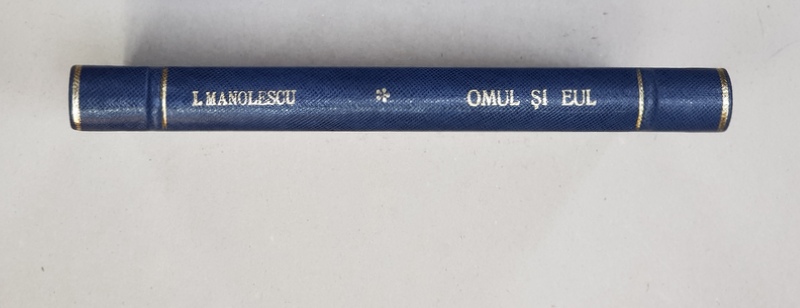 I. MANOLESCU * OMUL ȘI EUL